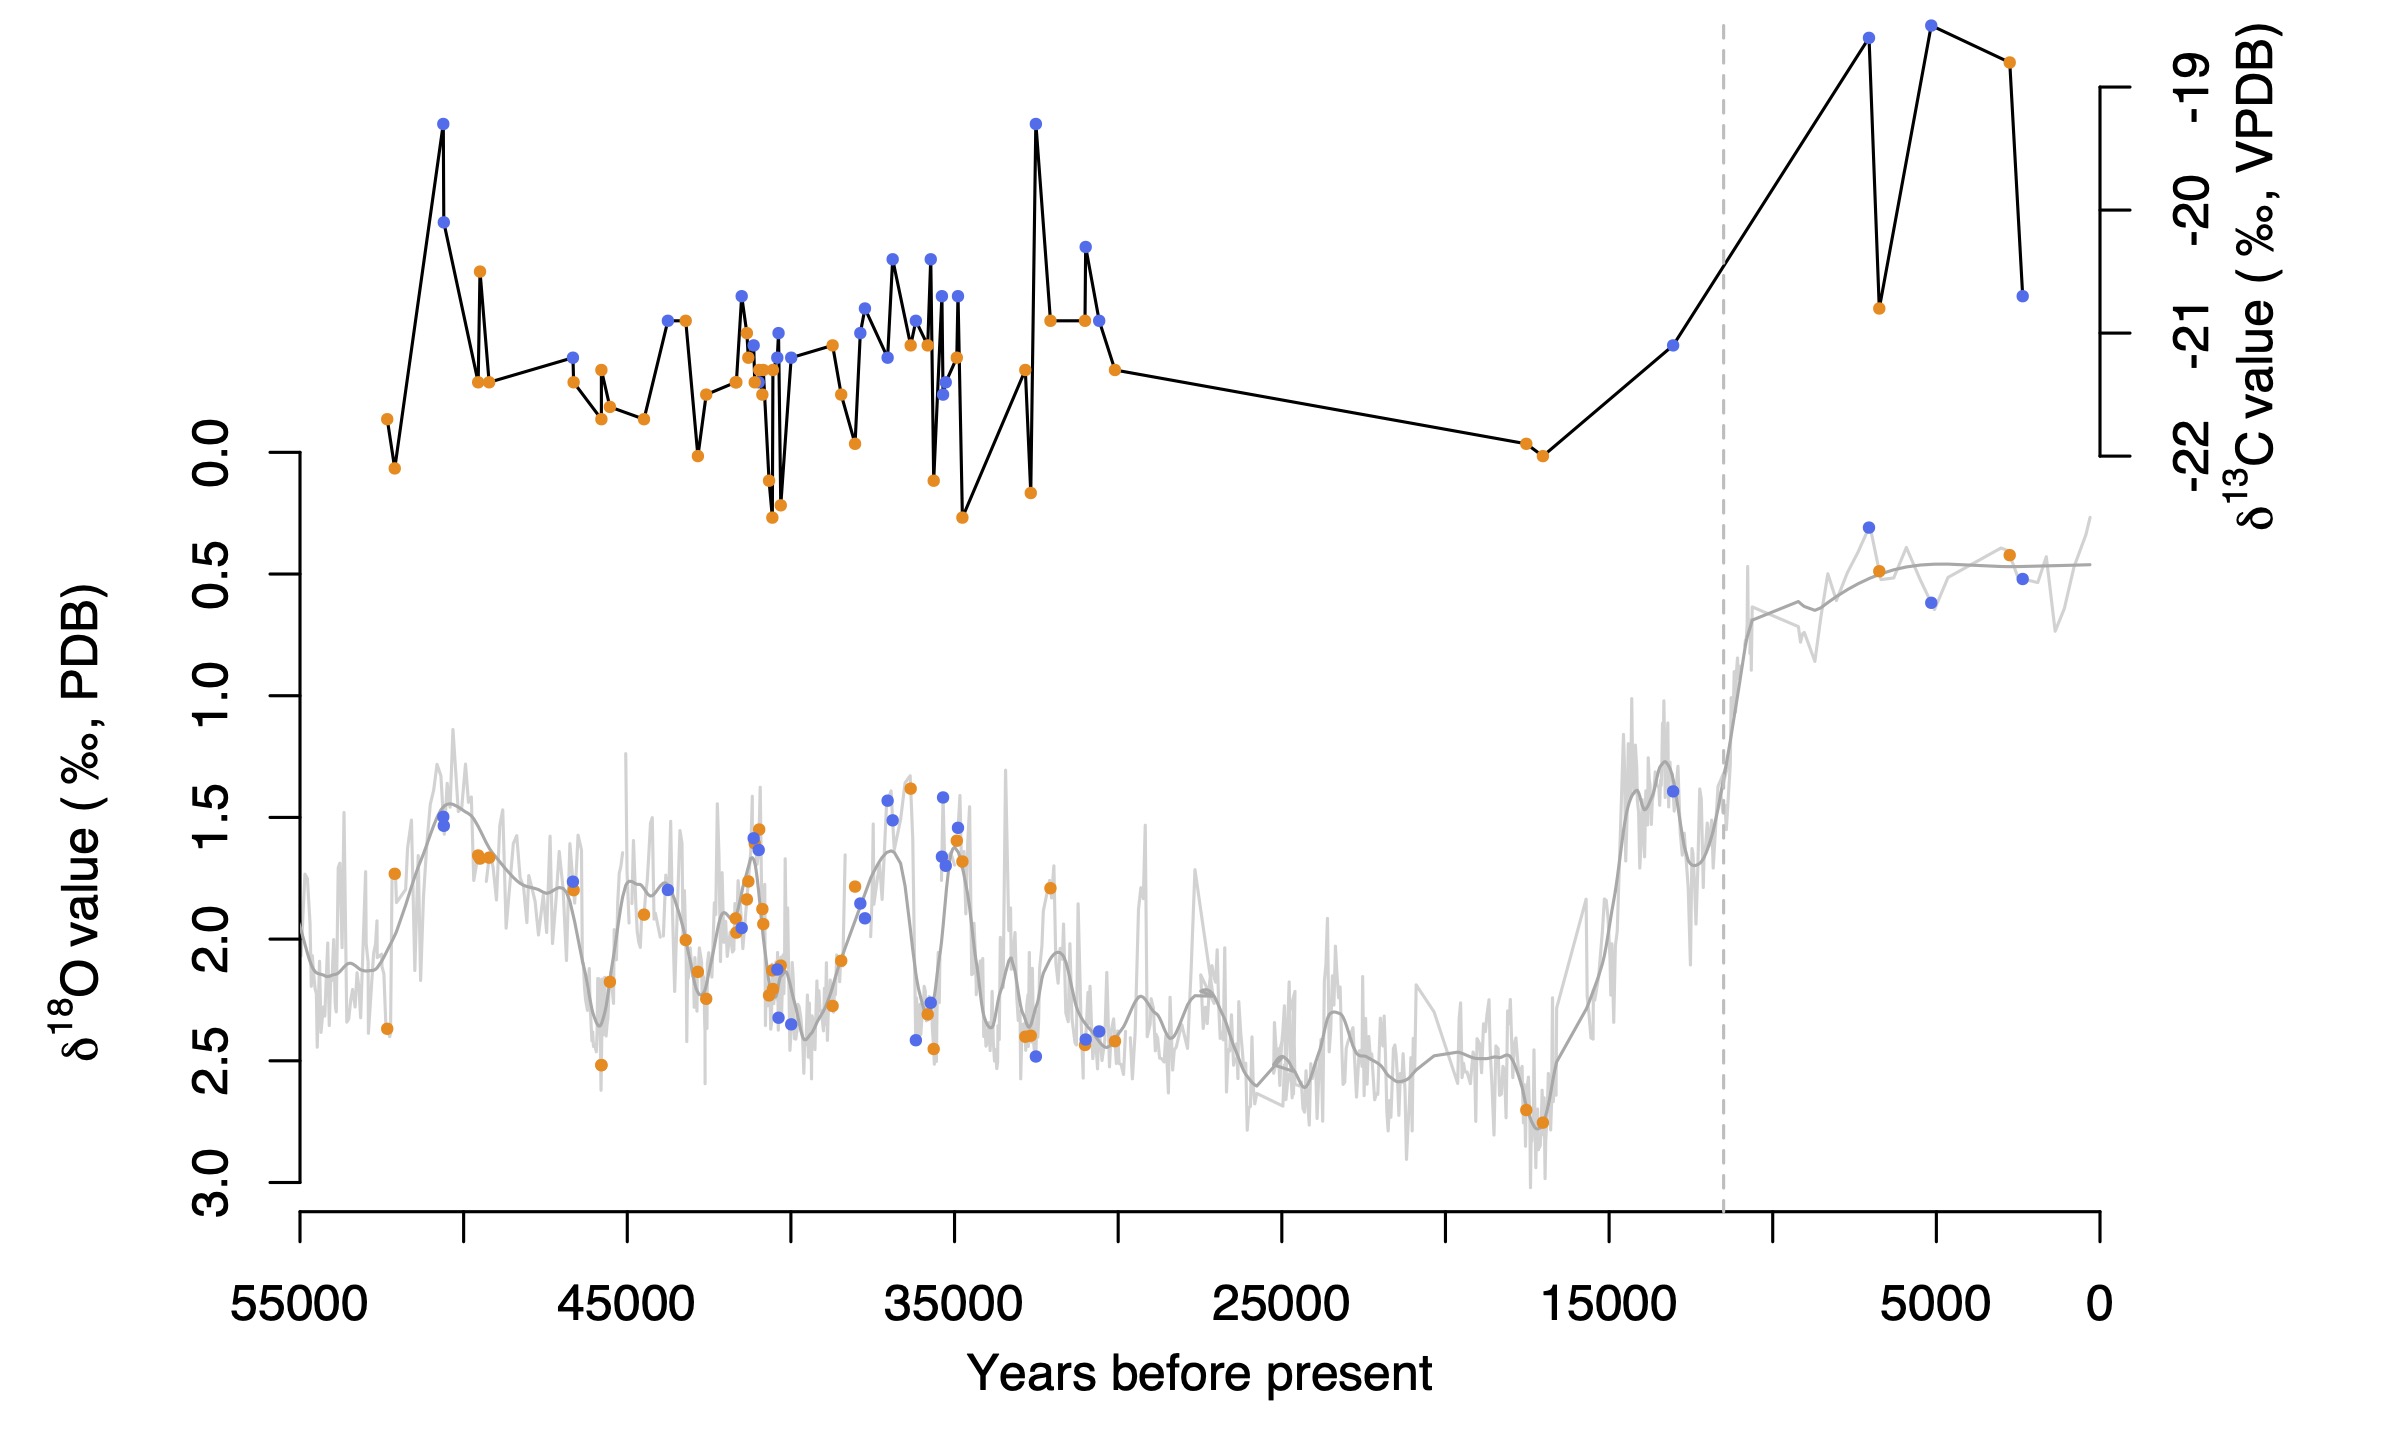 δ18O value ( ‰, PDB)
0.0
0.5
1.0
1.5
2.0
2.5
3.0
-19
-20
-21
-22
δ13C value ( ‰, VPDB)
55000 45000 35000 25000 15000 5000 0
Years before present